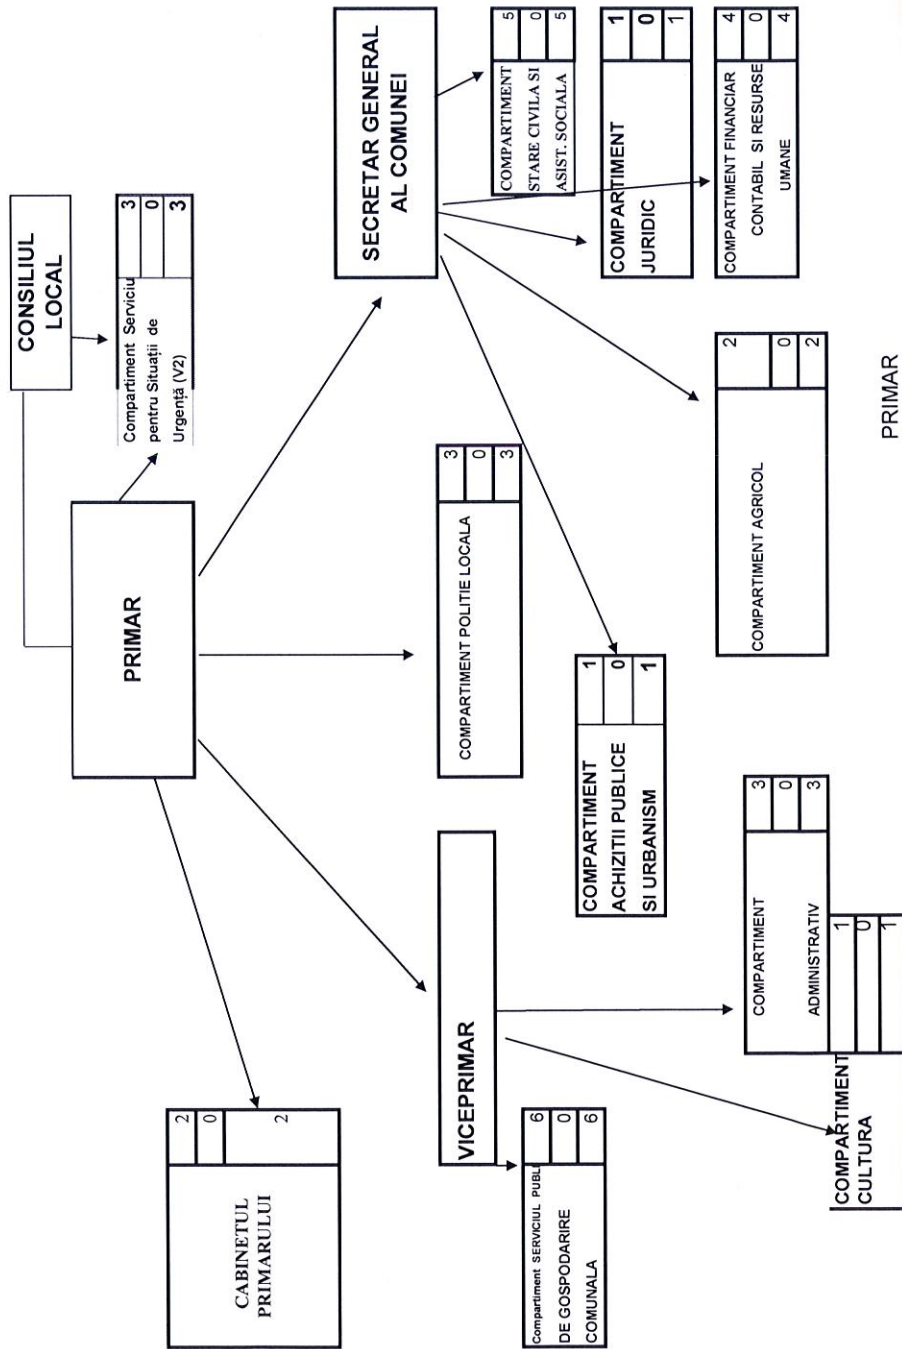 CONSILIUL
LOCAL
Compartiment Serviciu
pentru Situații de
Urgență (V2)
3
0
3
PRIMAR
CABINETUL
PRIMARULUI
2
0
2
SECRETAR GENERAL
AL COMUNEI
VICEPRIMAR
COMPARTIMENT POLITIE LOCALA
3
0
3
COMPARTIMENT
STARE CIVILA SI
ASIST. SOCIALA
5
0
5
Compartiment SERVICIUL PUBLI
DE GOSPODARIRE
COMUNALA
6
0
6
COMPARTIMENT
ACHIZITII PUBLICE
SI URBANISM
1
0
1
COMPARTIMENT
JURIDIC
1
0
1
COMPARTIMENT
ADMINISTRATIV
3
0
3
COMPARTIMENT AGRICOL
2
0
2
COMPARTIMENT FINANCIAR
CONTABIL SI RESURSE
UMANE
4
0
4
COMPARTIMENT
CULTURA
1
0
1
PRIMAR